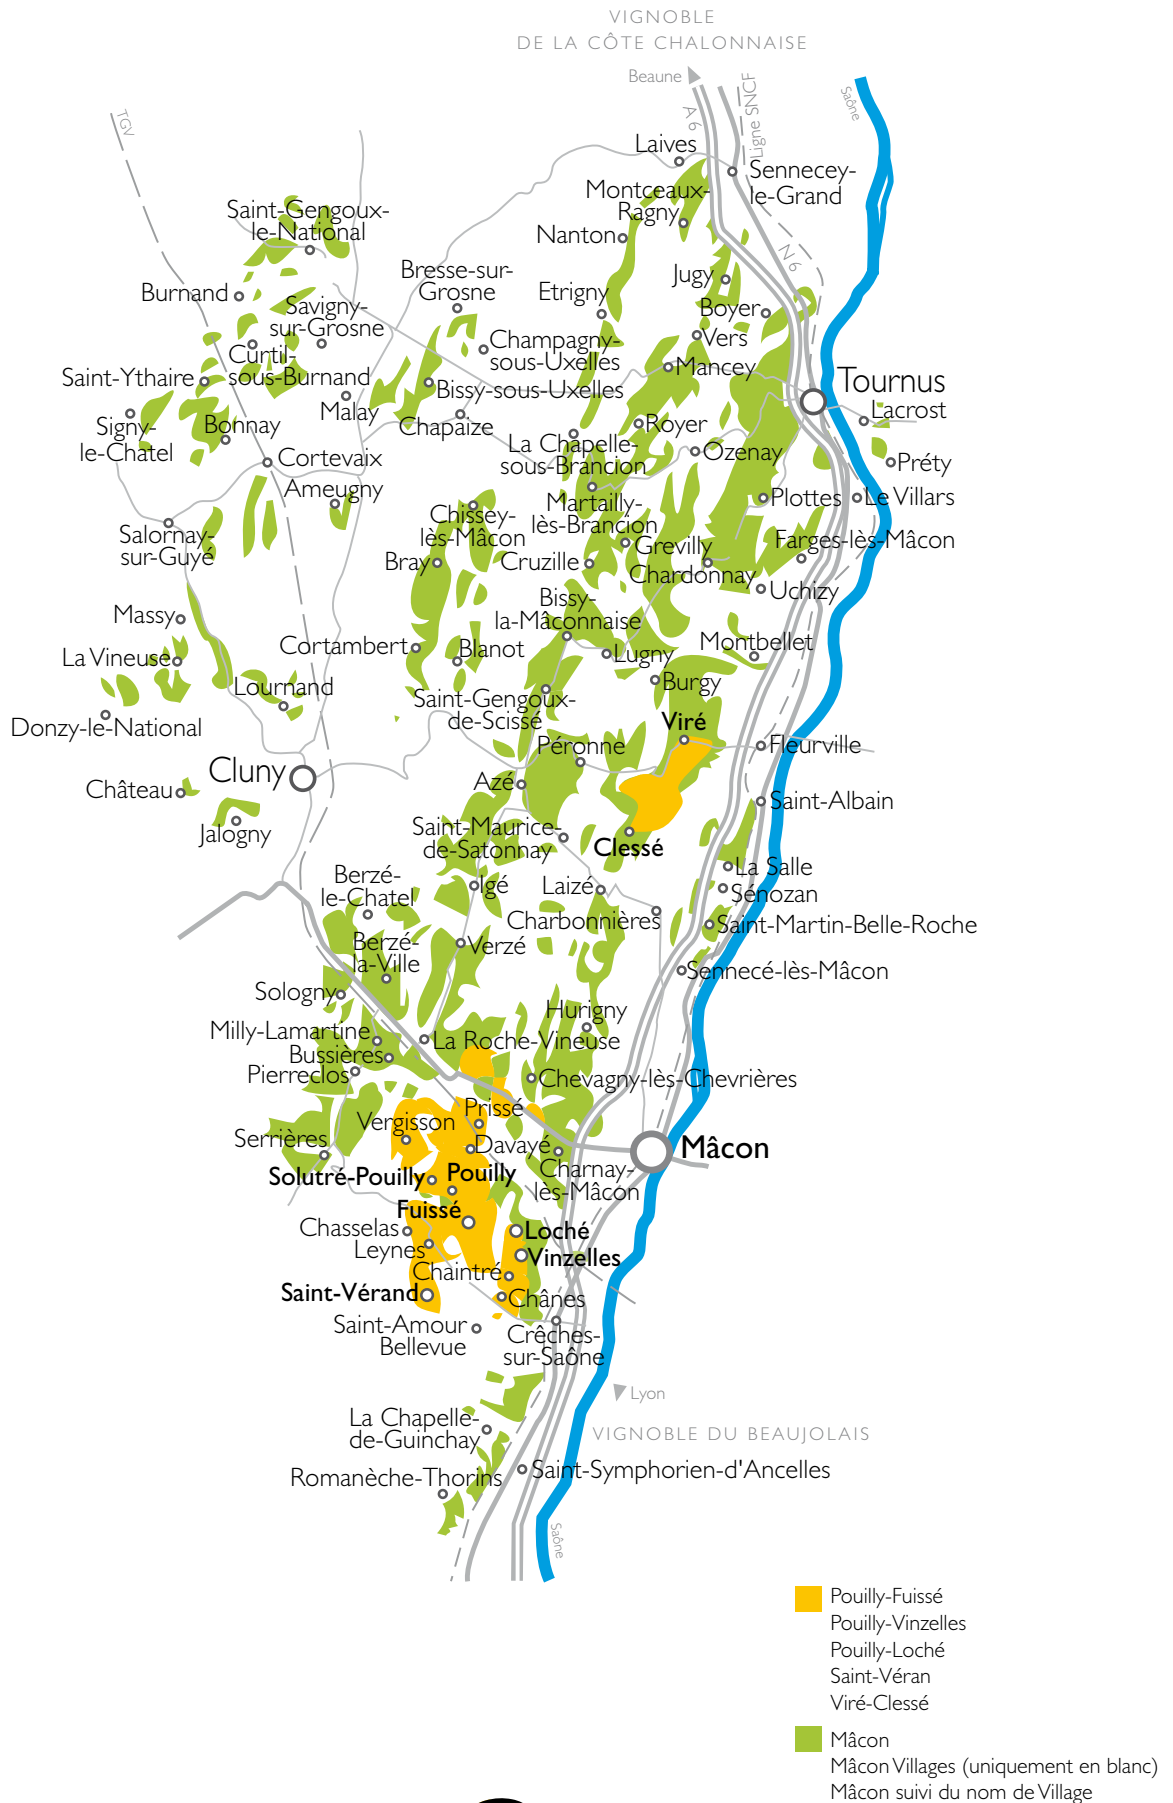 VIGNOBLE
DE LA CÔTE CHALONNAISE
Beaune
A 6
Ligne SNCF
Saône
TGV
Laives
Sennecey-
le-Grand
Montceaux-
Ragny
Saint-Gengoux-
le-National
Nanton
N 6
Bresse-sur-
Grosne
Jugy
Burnand
Etrigny
Savigny-
sur-Grosne
Boyer
Vers
Champagny-
sous-Uxelles
Curtil-
sous-Burnand
Mancey
Saint-Ythaire
Bissy-sous-Uxelles
Tournus
Malay
Lacrost
Signy-
le-Chatel
Bonnay
Chapaize
Royer
La Chapelle-
sous-Brancion
Ozenay
Cortevaix
Préty
Ameugny
Plottes
Le Villars
Martailly-
lès-Brancion
Chissey-
lès-Mâcon
Salornay-
sur-Guyé
Farges-lès-Mâcon
Grevilly
Bray
Cruzille
Chardonnay
Uchizy
Bissy-
la-Mâconnaise
Massy
Cortambert
Blanot
Montbellet
La Vineuse
Lugny
Burgy
Lournand
Saint-Gengoux-
de-Scissé
Donzy-le-National
Viré
Péronne
Fleurville
Cluny
Azé
Château
Saint-Albain
Jalogny
Saint-Maurice-
de-Satonnay
Clessé
La Salle
Berzé-
le-Chatel
Igé
Laizé
Sénozan
Charbonnières
Saint-Martin-Belle-Roche
Berzé-
la-Ville
Verzé
Sennecé-lès-Mâcon
Sologny
Hurigny
Milly-Lamartine
La Roche-Vineuse
Bussières
Pierreclos
Chevagny-lès-Chevrières
Prissé
Vergisson
Serrières
Davayé
Mâcon
Solutré-Pouilly
Pouilly
Charnay-
lès-Mâcon
Fuissé
Chasselas
Loché
Leynes
Vinzelles
Chaintré
Saint-Vérand
Chânes
Saint-Amour
Bellevue
Crêches-
sur-Saône
Lyon
La Chapelle-
de-Guinchay
VIGNOBLE DU BEAUJOLAIS
Romanèche-Thorins
Saint-Symphorien-d'Ancelles
Saône
Pouilly-Fuissé
Pouilly-Vinzelles
Pouilly-Loché
Saint-Véran
Viré-Clessé
Mâcon
Mâcon Villages (uniquement en blanc)
Mâcon suivi du nom de Village